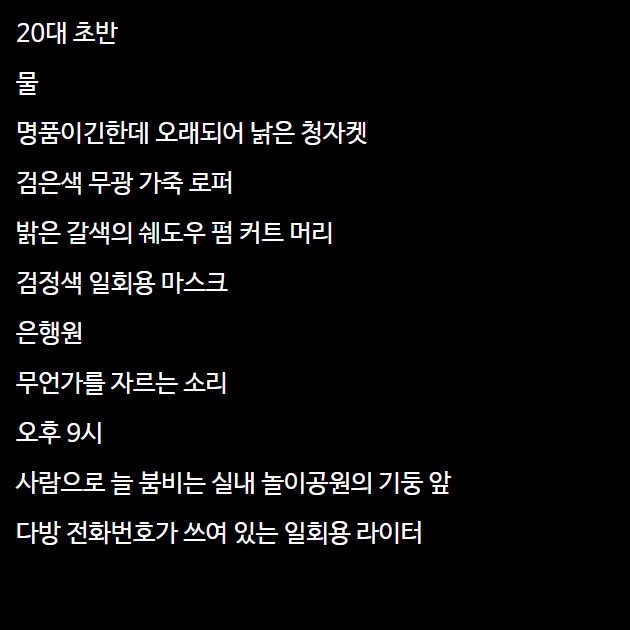 20대 초반
물
명품이긴한데 오래되어 낡은 청자켓
검은색 무광 가죽 로퍼
밝은 갈색의 쉐도우 펌 커트 머리
검정색 일회용 마스크
은행원
무언가를 자르는 소리
오후 9시
사람으로 늘 붐비는 실내 놀이공원의 기둥 앞
다방 전화번호가 쓰여 있는 일회용 라이터